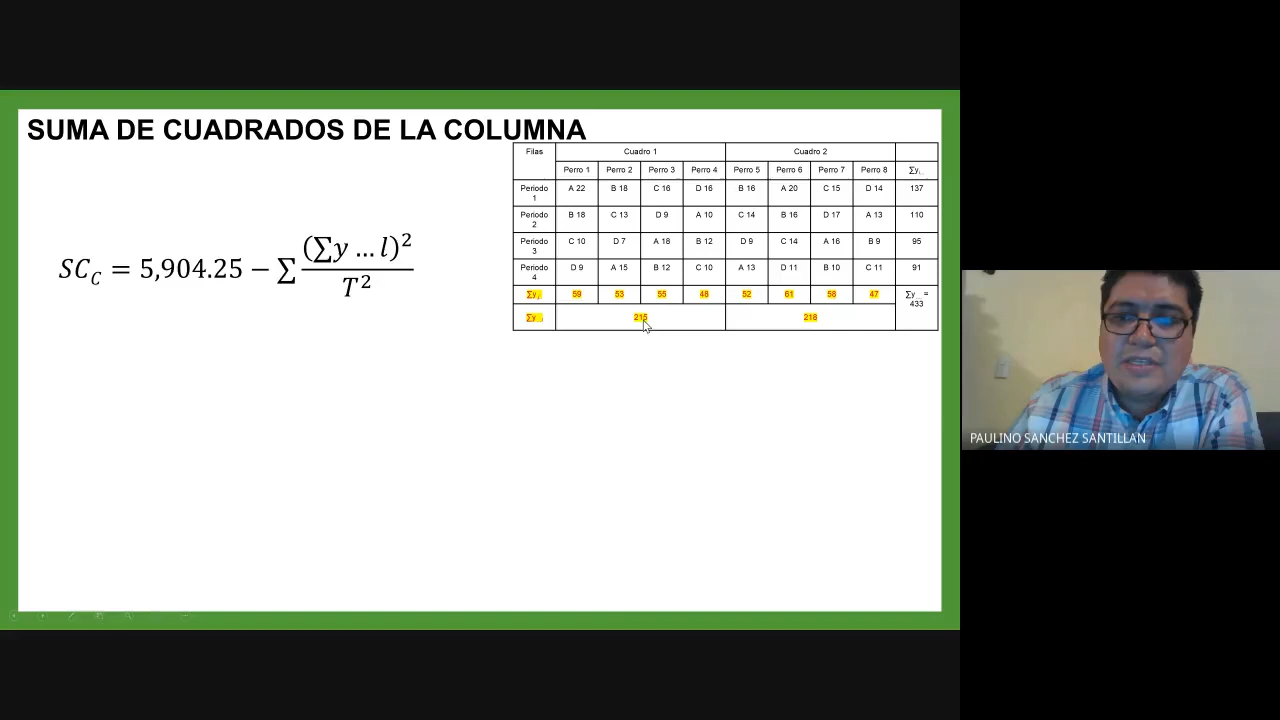 SUMA DE CUADRADOS DE LA COLUMNA
SC_C = 5,904.25 − ∑ (∑y … l)² / T²
Filas Cuadro 1 Cuadro 2
Perro 1 Perro 2 Perro 3 Perro 4 Perro 5 Perro 6 Perro 7 Perro 8 ∑y
Periodo 1 A 22 B 18 C 16 D 16 B 16 A 20 C 15 D 14 137
Periodo 2 B 18 C 13 D 9 A 10 C 14 B 16 D 17 A 13 110
Periodo 3 C 10 D 7 A 18 B 12 D 9 C 14 A 16 B 9 95
Periodo 4 D 9 A 15 B 12 C 10 A 13 D 11 B 10 C 11 91
∑y 59 53 55 48 52 61 58 47 ∑y… = 433
∑y 215 218
PAULINO SANCHEZ SANTILLAN